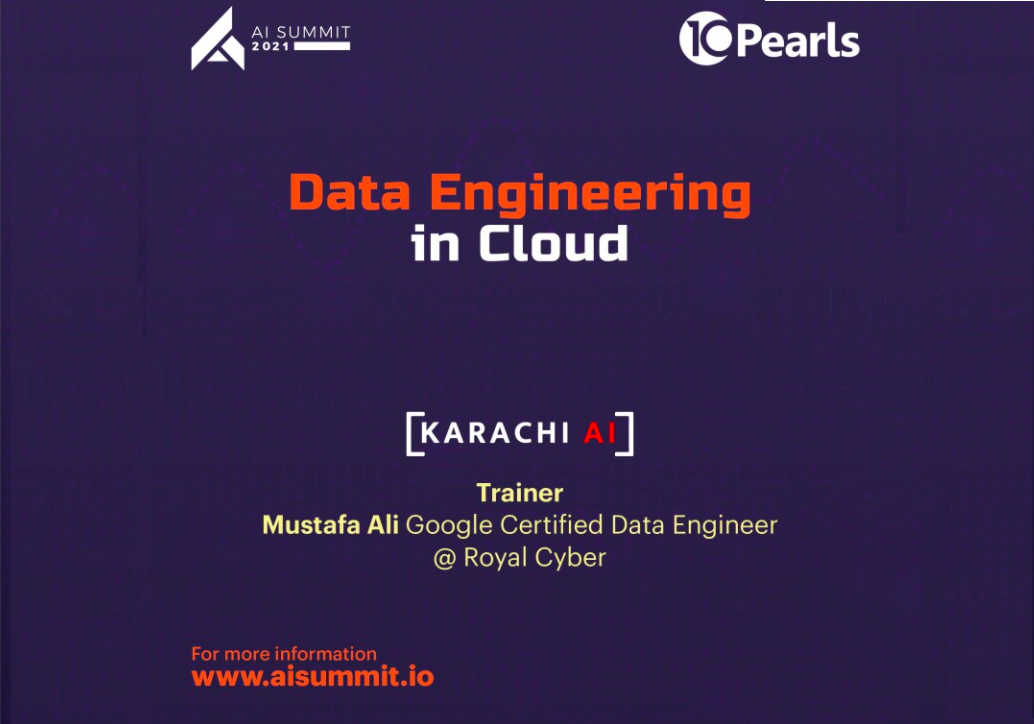 AI SUMMIT
2021
10Pearls
Data Engineering
in Cloud
[KARACHI AI]
Trainer
Mustafa Ali Google Certified Data Engineer
@ Royal Cyber
For more information
www.aisummit.io